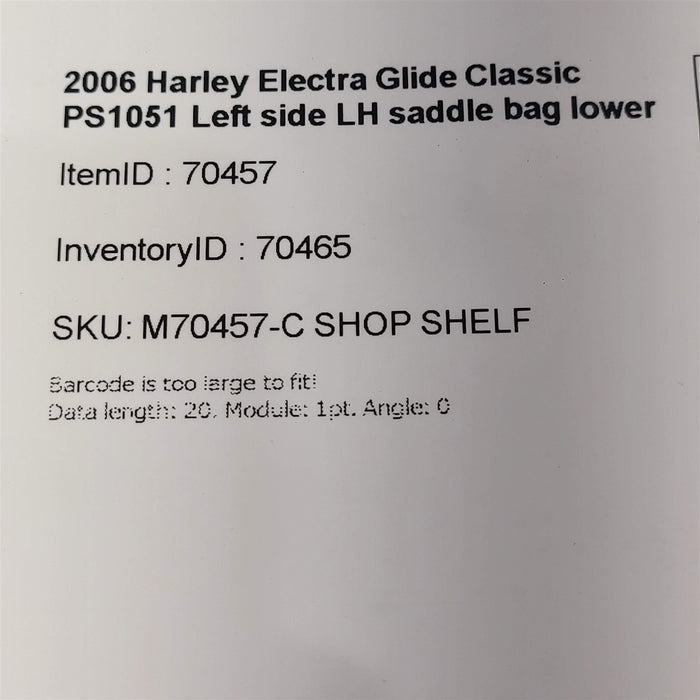 2006 Harley Electra Glide Classic
PS1051 Left side LH saddle bag lower
ItemID : 70457
InventoryID : 70465
SKU: M70457-C SHOP SHELF
Barcode is too large to fit!
Data length: 20, Module: 1pt. Angle: 0